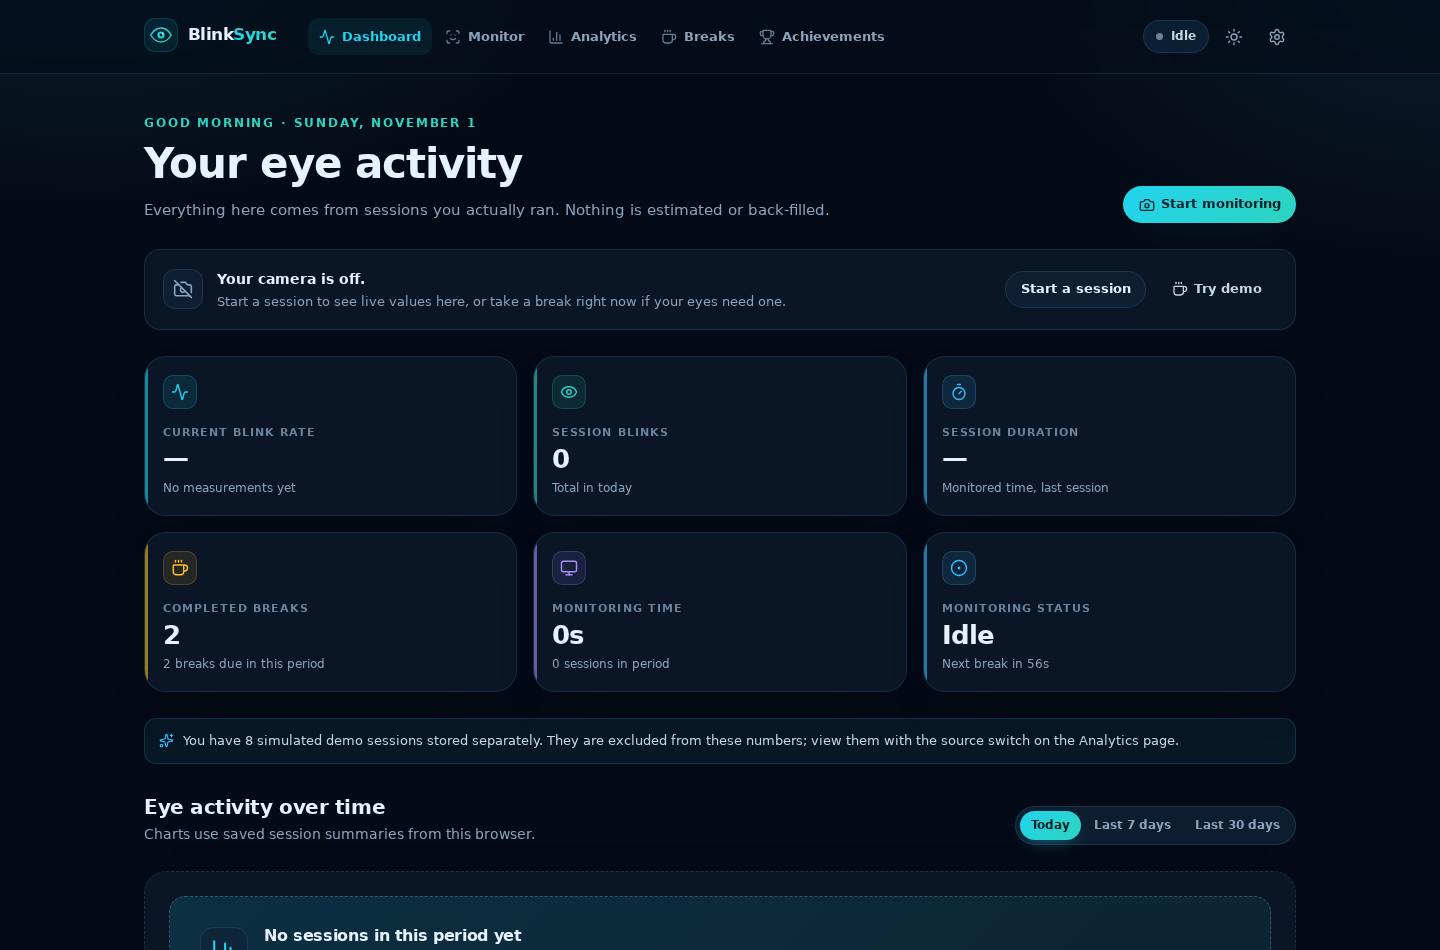 BlinkSync
Dashboard
Monitor
Analytics
Breaks
Achievements
Idle
GOOD MORNING · SUNDAY, NOVEMBER 1
Your eye activity
Everything here comes from sessions you actually ran. Nothing is estimated or back-filled.
Start monitoring
Your camera is off.
Start a session to see live values here, or take a break right now if your eyes need one.
Start a session
Try demo
CURRENT BLINK RATE
—
No measurements yet
SESSION BLINKS
0
Total in today
SESSION DURATION
—
Monitored time, last session
COMPLETED BREAKS
2
2 breaks due in this period
MONITORING TIME
0s
0 sessions in period
MONITORING STATUS
Idle
Next break in 56s
You have 8 simulated demo sessions stored separately. They are excluded from these numbers; view them with the source switch on the Analytics page.
Eye activity over time
Charts use saved session summaries from this browser.
Today
Last 7 days
Last 30 days
No sessions in this period yet